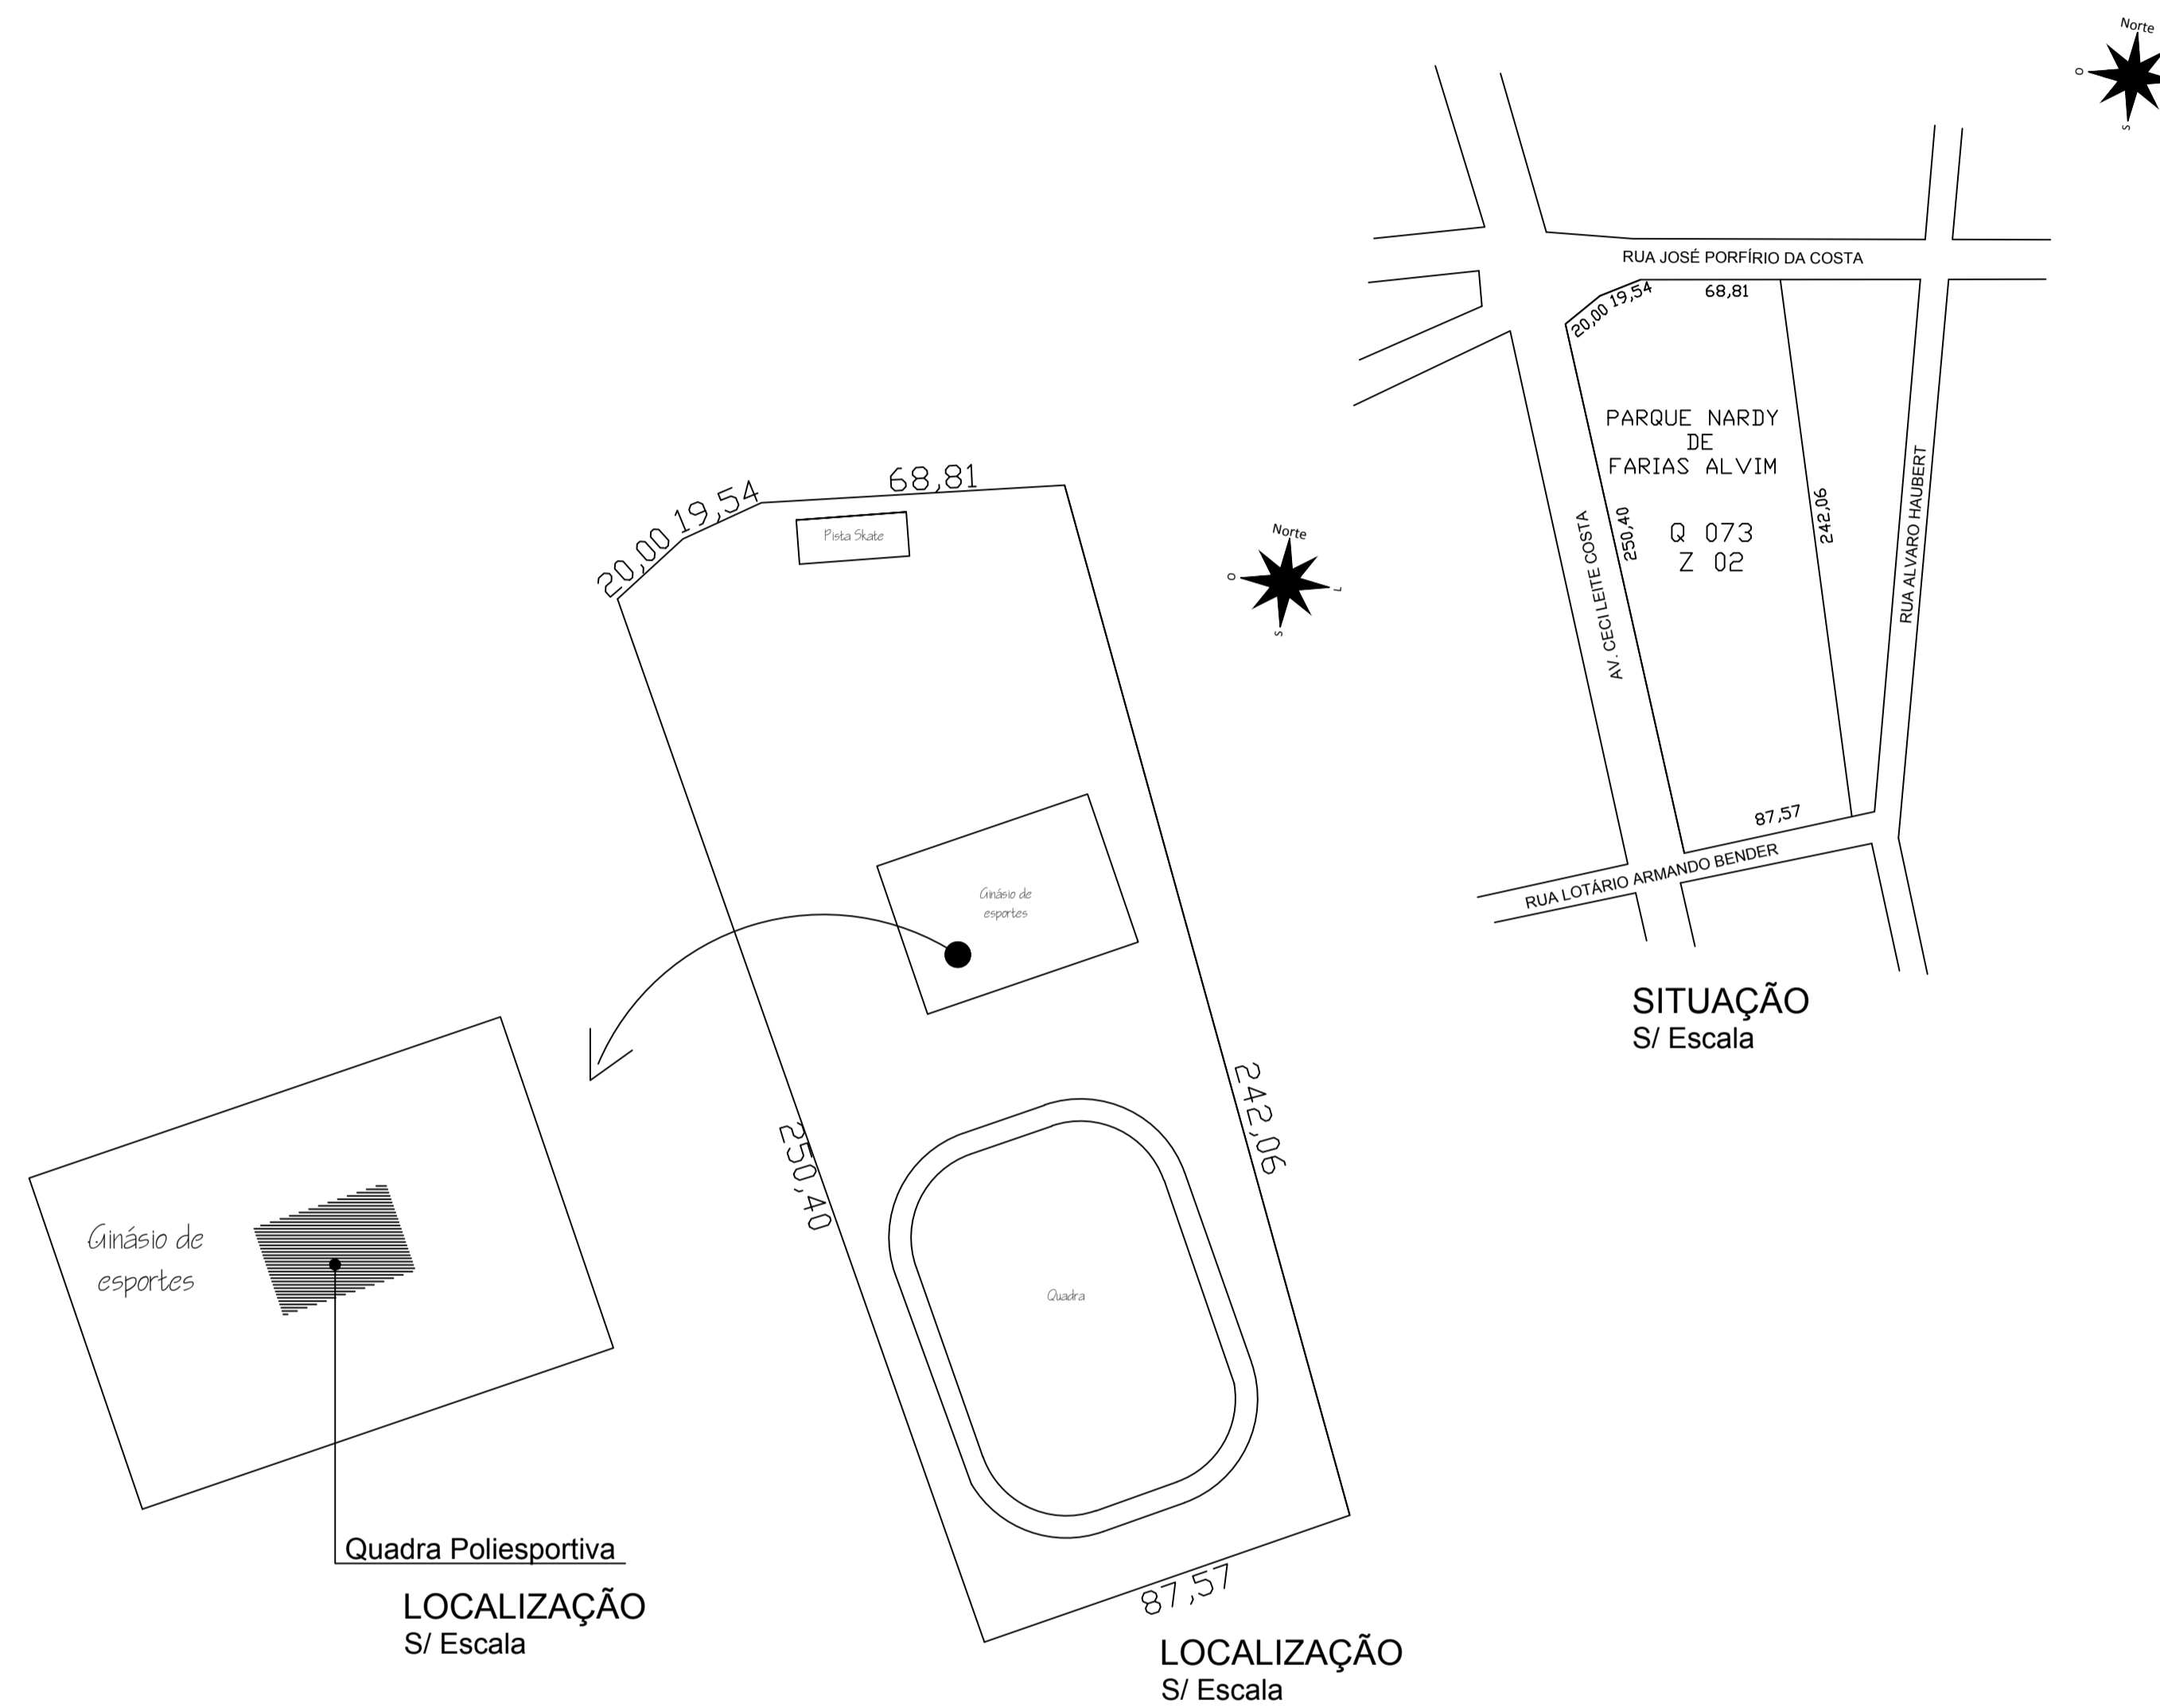 Norte
O
S
RUA JOSÉ PORFÍRIO DA COSTA
20,00
19,54
68,81
PARQUE NARDY
DE
FARIAS ALVIM
Q 073
Z 02
250,40
242,06
AV. CECI LEITE COSTA
RUA ALVARO HAUBERT
87,57
RUA LOTÁRIO ARMANDO BENDER
SITUAÇÃO
S/ Escala
20,00
19,54
68,81
Pista Skate
Norte
O
L
S
Ginásio de
esportes
250,40
242,06
Quadra
87,57
LOCALIZAÇÃO
S/ Escala
Ginásio de
esportes
Quadra Poliesportiva
LOCALIZAÇÃO
S/ Escala